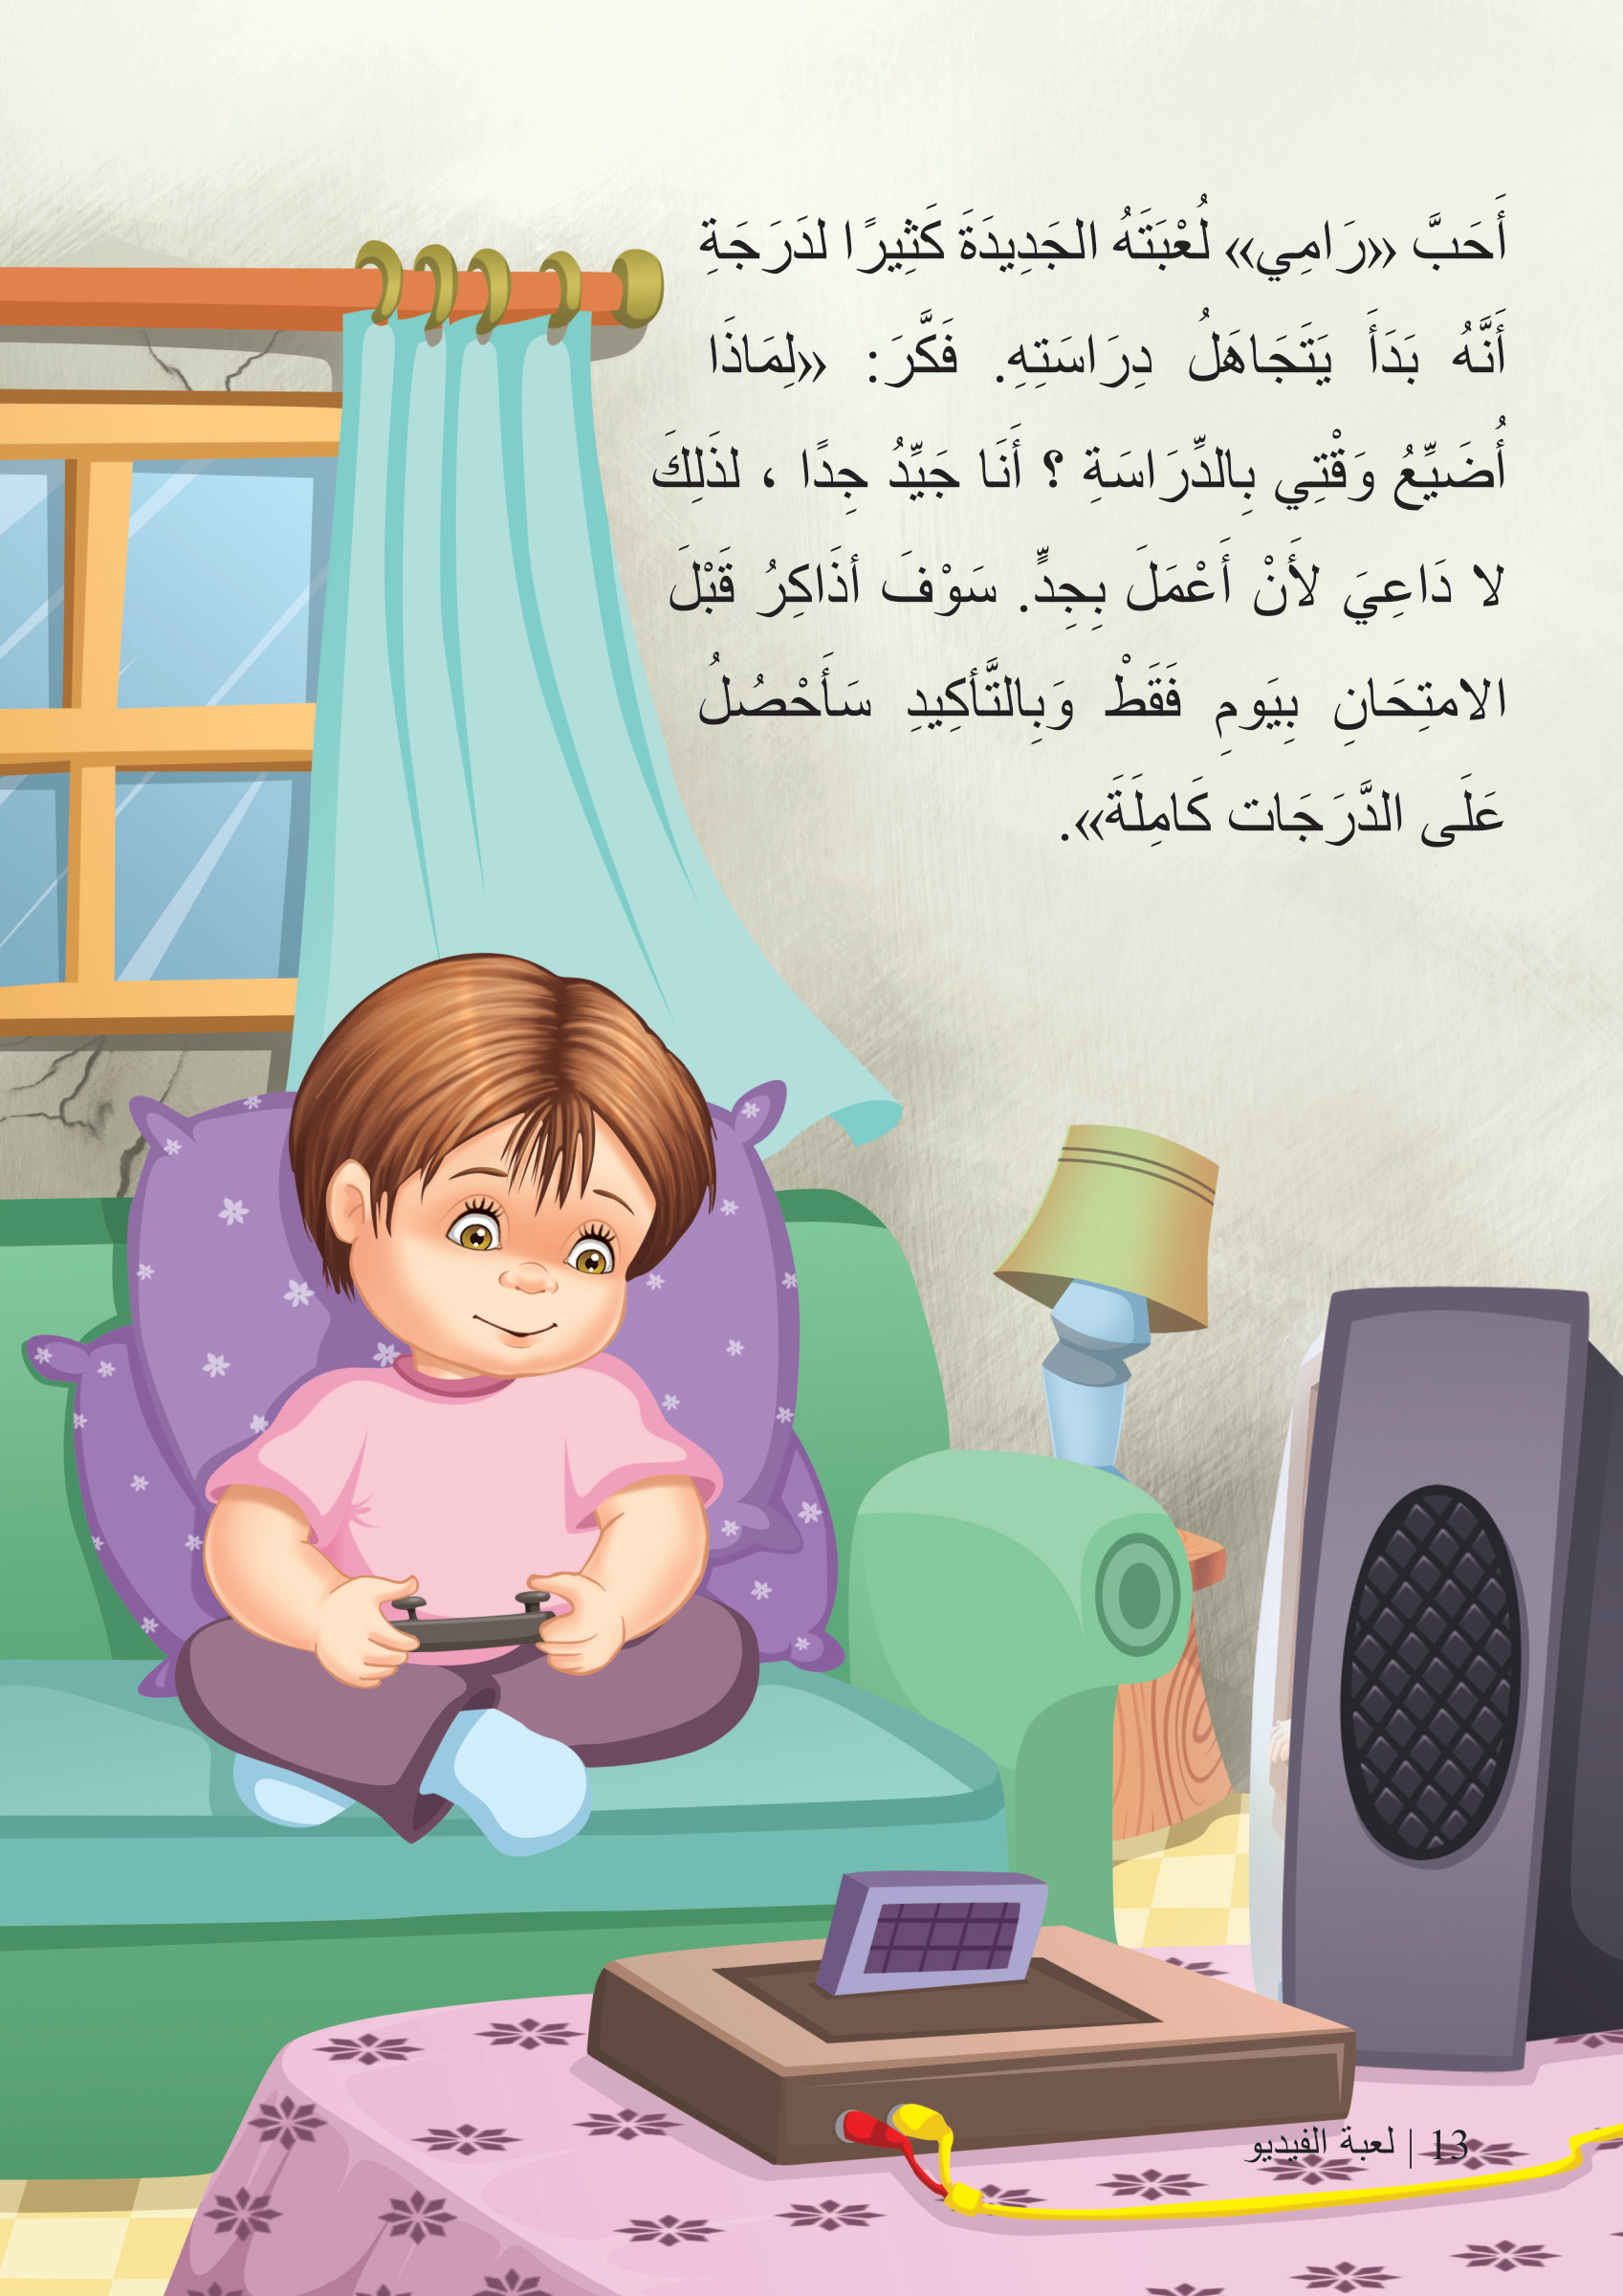 أَحَبَّ «رَامِي» لُعْبَتَهُ الجَدِيدَةَ كَثِيرًا لدَرَجَةِ
أَنَّهُ بَدَأَ يَتَجَاهَلُ دِرَاسَتِهِ. فَكَّرَ: «لِمَاذَا
أُضَيِّعُ وَقْتِي بِالدِّرَاسَةِ ؟ أَنَا جَيِّدُ جِدًا ، لذَلِكَ
لا دَاعِيَ لأَنْ أَعْمَلَ بِجِدٍّ. سَوْفَ أذَاكِرُ قَبْلَ
الامتِحَانِ بِيَومِ فَقَطْ وَبِالتَّأكِيدِ سَأَحْصُلُ
عَلَى الدَّرَجَات كَامِلَةَ».
13 | لعبة الفيديو